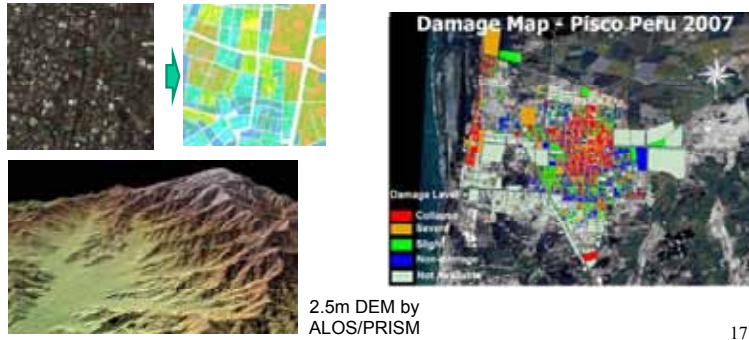 Damage Map - Pisco Peru 2007
Damage Level
Collapse
Severe
Slight
Non-damage
Not Available
2.5m DEM by
ALOS/PRISM
17